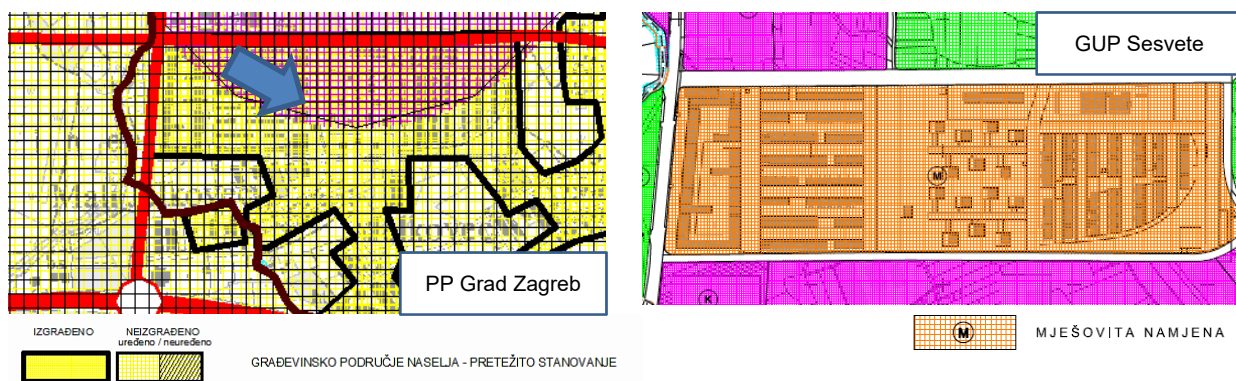 PP Grad Zagreb
IZGRAĐENO
NEIZGRAĐENO
uređeno / neuređeno
GRAĐEVINSKO PODRUČJE NASELJA - PRETEŽITO STANOVANJE
GUP Sesvete
M
K
M
MJEŠOVITA NAMJENA